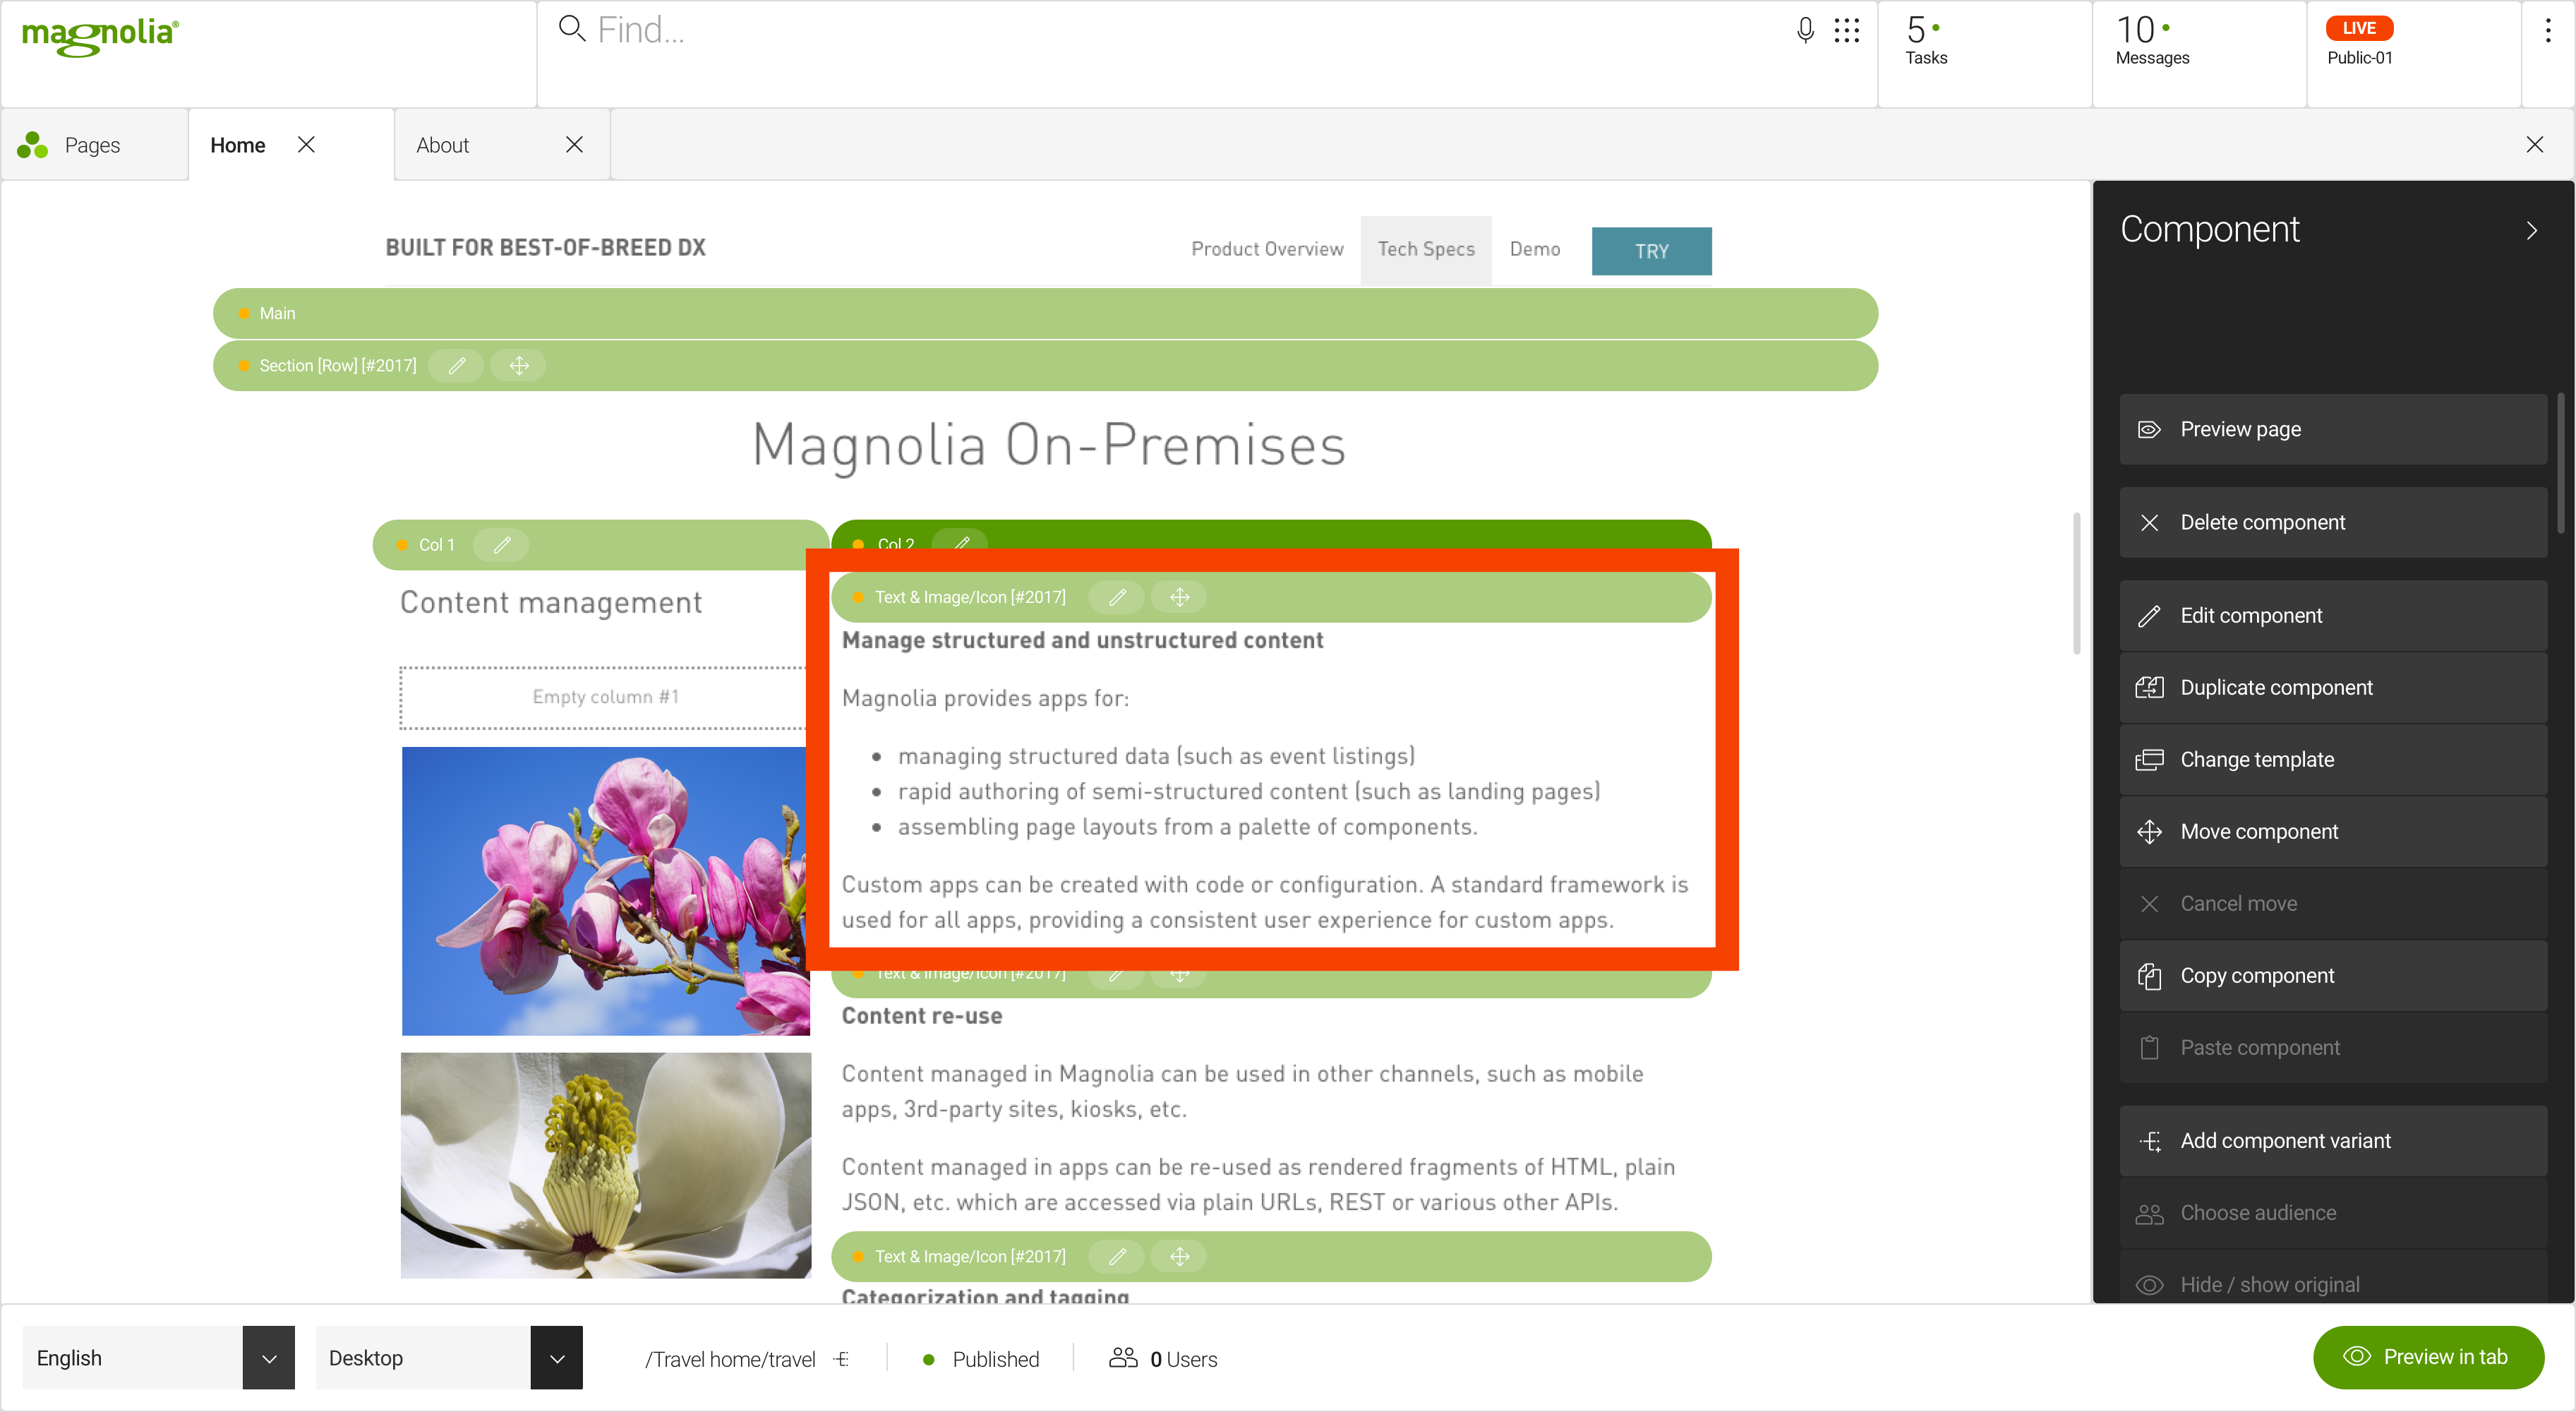 magnolia®
Find...
5
Tasks
10
Messages
LIVE
Public-01
Pages
Home
About
BUILT FOR BEST-OF-BREED DX
Product Overview
Tech Specs
Demo
TRY
Main
Section [Row] [#2017]
Magnolia On-Premises
Col 1
Content management
Empty column #1
Col 2
Text & Image/Icon [#2017]
Manage structured and unstructured content
Magnolia provides apps for:
• managing structured data (such as event listings)
• rapid authoring of semi-structured content (such as landing pages)
• assembling page layouts from a palette of components.
Custom apps can be created with code or configuration. A standard framework is
used for all apps, providing a consistent user experience for custom apps.
Text & Image/Icon [#2017]
Content re-use
Content managed in Magnolia can be used in other channels, such as mobile
apps, 3rd-party sites, kiosks, etc.
Content managed in apps can be re-used as rendered fragments of HTML, plain
JSON, etc. which are accessed via plain URLs, REST or various other APIs.
Text & Image/Icon [#2017]
Categorization and tagging
Component
Preview page
Delete component
Edit component
Duplicate component
Change template
Move component
Cancel move
Copy component
Paste component
Add component variant
Choose audience
Hide / show original
English
Desktop
/Travel home/travel
Published
0 Users
Preview in tab